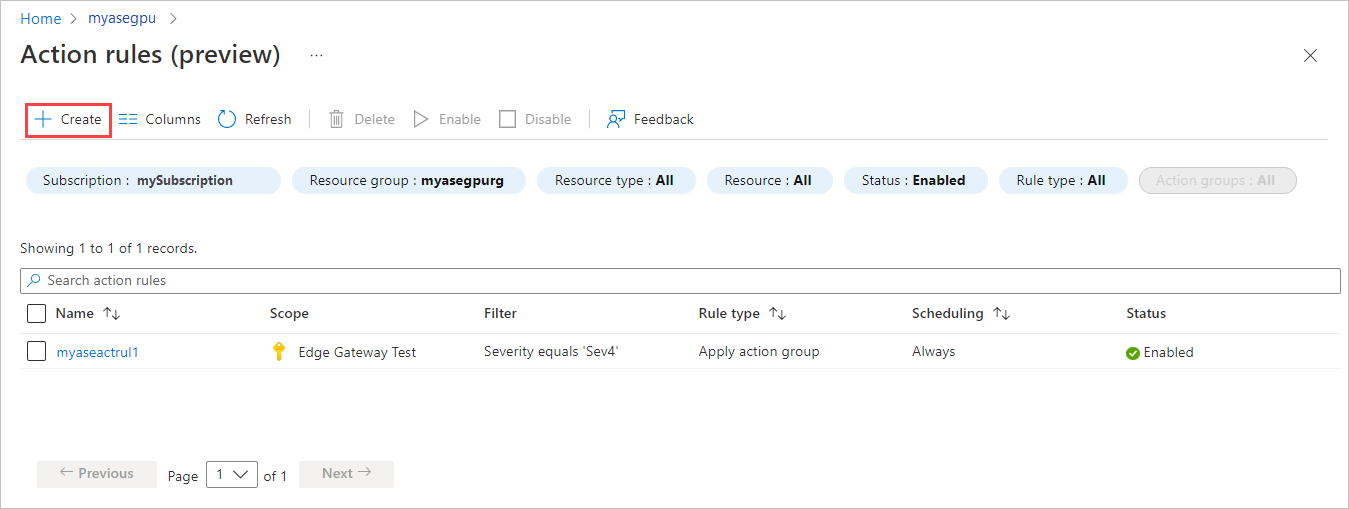 Home > myasegpu >
Action rules (preview) ...
Create Columns Refresh Delete Enable Disable Feedback
Subscription : mySubscription Resource group : myasegpurg Resource type : All Resource : All Status : Enabled Rule type : All Action groups : All
Showing 1 to 1 of 1 records.
Search action rules
Name ↑↓ Scope Filter Rule type ↑↓ Scheduling ↑↓ Status
myaseactrul1 Edge Gateway Test Severity equals 'Sev4' Apply action group Always Enabled
← Previous Page 1 of 1 Next →